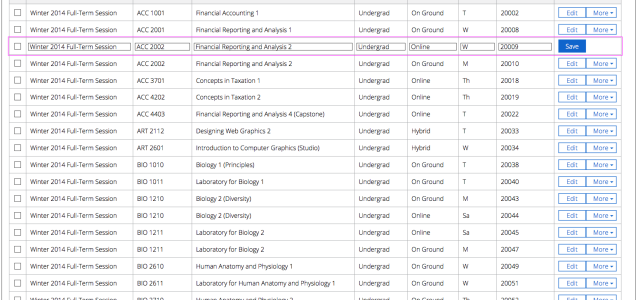 Winter 2014 Full-Term Session ACC 1001 Financial Accounting 1 Undergrad On Ground T 20002 Edit More
Winter 2014 Full-Term Session ACC 2001 Financial Reporting and Analysis 1 Undergrad On Ground W 20008 Edit More
Winter 2014 Full-Term Session ACC 2002 Financial Reporting and Analysis 2 Undergrad Online W 20009 Save
Winter 2014 Full-Term Session ACC 2002 Financial Reporting and Analysis 2 Undergrad On Ground M 20010 Edit More
Winter 2014 Full-Term Session ACC 3701 Concepts in Taxation 1 Undergrad Online Th 20018 Edit More
Winter 2014 Full-Term Session ACC 4202 Concepts in Taxation 2 Undergrad Online Th 20019 Edit More
Winter 2014 Full-Term Session ACC 4403 Financial Reporting and Analysis 4 (Capstone) Undergrad Online T 20022 Edit More
Winter 2014 Full-Term Session ART 2112 Designing Web Graphics 2 Undergrad Hybrid T 20033 Edit More
Winter 2014 Full-Term Session ART 2601 Introduction to Computer Graphics (Studio) Undergrad Hybrid W 20034 Edit More
Winter 2014 Full-Term Session BIO 1010 Biology 1 (Principles) Undergrad On Ground T 20038 Edit More
Winter 2014 Full-Term Session BIO 1011 Laboratory for Biology 1 Undergrad On Ground T 20040 Edit More
Winter 2014 Full-Term Session BIO 1210 Biology 2 (Diversity) Undergrad On Ground M 20043 Edit More
Winter 2014 Full-Term Session BIO 1210 Biology 2 (Diversity) Undergrad Online Sa 20044 Edit More
Winter 2014 Full-Term Session BIO 1211 Laboratory for Biology 2 Undergrad Online Sa 20045 Edit More
Winter 2014 Full-Term Session BIO 1211 Laboratory for Biology 2 Undergrad On Ground M 20047 Edit More
Winter 2014 Full-Term Session BIO 2610 Human Anatomy and Physiology 1 Undergrad On Ground W 20049 Edit More
Winter 2014 Full-Term Session BIO 2611 Laboratory for Human Anatomy and Physiology 1 Undergrad On Ground W 20051 Edit More